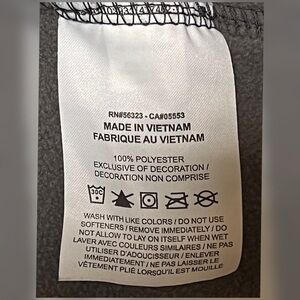 RN#56323 - CA#05553
MADE IN VIETNAM
FABRIQUE AU VIETNAM
100% POLYESTER
EXCLUSIVE OF DECORATION /
DECORATION NON COMPRISE
30C
WASH WITH LIKE COLORS / DO NOT USE
SOFTENERS / REMOVE IMMEDIATELY / DO
NOT ALLOW TO LAY ON ITSELF WHEN WET
LAVER AVEC COULEURS SIMILAIRES / NE PAS
UTILISER D'ADOUCISSEUR / ENLEVER
IMMÉDIATEMENT / NE PAS LAISSER LE
VÊTEMENT PLIÉ LORSQU'IL EST MOUILLÉ